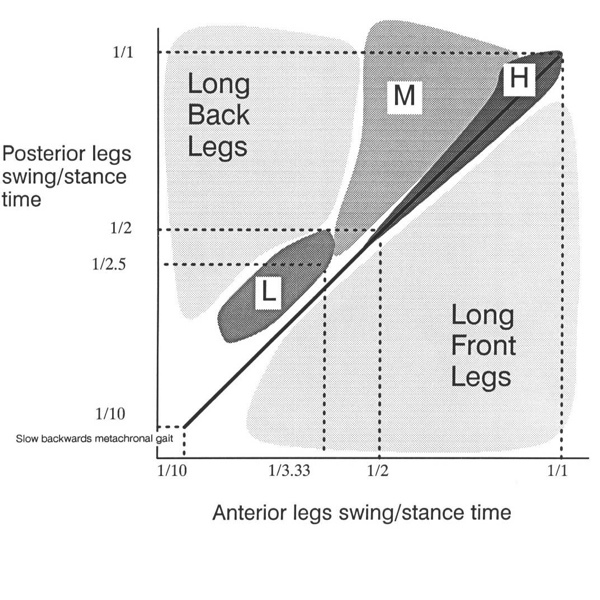 1/1
Long
Back
Legs
M
H
Posterior legs
swing/stance
time
1/2
1/2.5
L
Long
Front
Legs
1/10
Slow backwards metachronal gait
1/10
1/3.33
1/2
1/1
Anterior legs swing/stance time